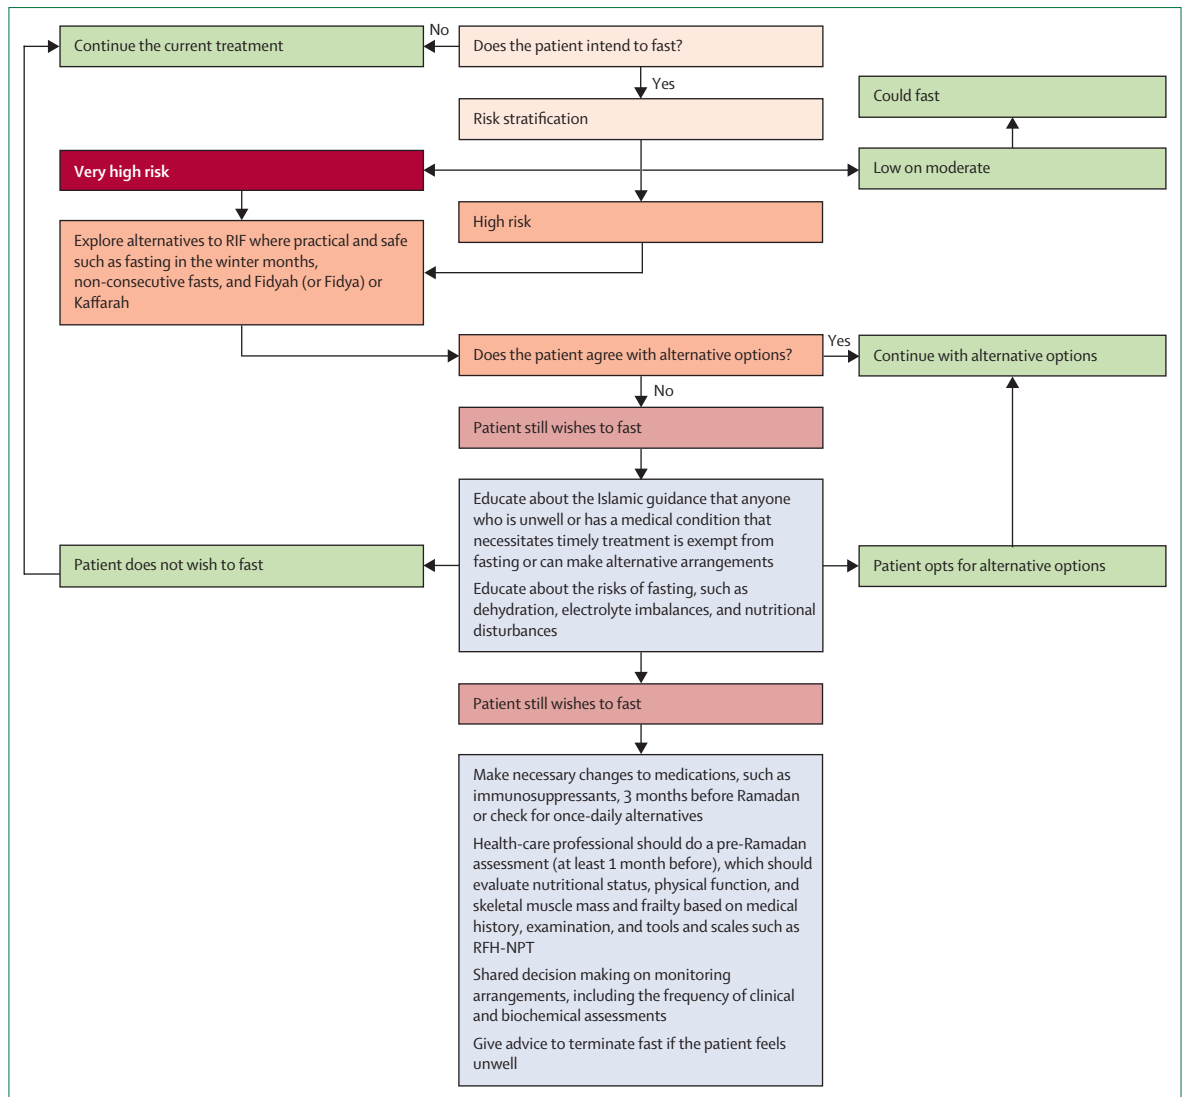 No
Continue the current treatment
Does the patient intend to fast?
Yes
Could fast
Risk stratification
Very high risk
Low on moderate
High risk
Explore alternatives to RIF where practical and safe
such as fasting in the winter months,
non-consecutive fasts, and Fidyah (or Fidya) or
Kaffarah
Does the patient agree with alternative options?
Yes
Continue with alternative options
No
Patient still wishes to fast
Educate about the Islamic guidance that anyone
who is unwell or has a medical condition that
necessitates timely treatment is exempt from
fasting or can make alternative arrangements
Educate about the risks of fasting, such as
dehydration, electrolyte imbalances, and nutritional
disturbances
Patient does not wish to fast
Patient opts for alternative options
Patient still wishes to fast
Make necessary changes to medications, such as
immunosuppressants, 3 months before Ramadan
or check for once-daily alternatives
Health-care professional should do a pre-Ramadan
assessment (at least 1 month before), which should
evaluate nutritional status, physical function, and
skeletal muscle mass and frailty based on medical
history, examination, and tools and scales such as
RFH-NPT
Shared decision making on monitoring
arrangements, including the frequency of clinical
and biochemical assessments
Give advice to terminate fast if the patient feels
unwell